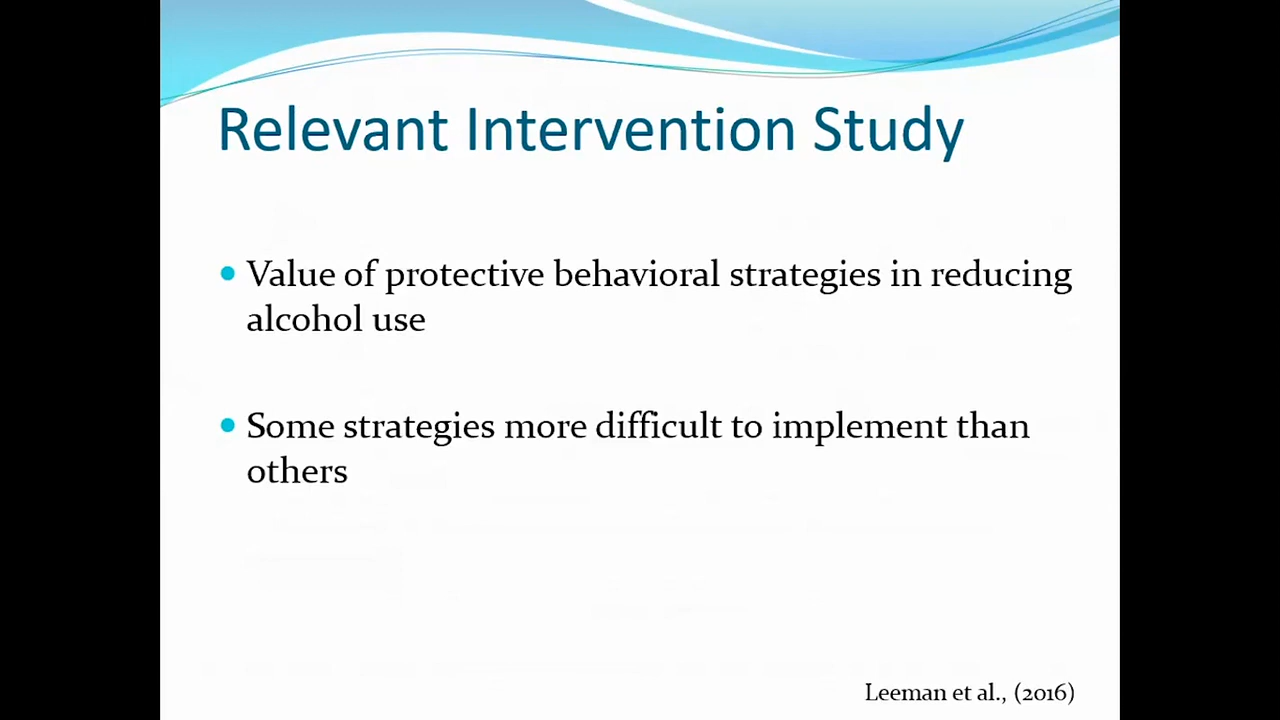 Relevant Intervention Study
Value of protective behavioral strategies in reducing
alcohol use
Some strategies more difficult to implement than
others
Leeman et al., (2016)